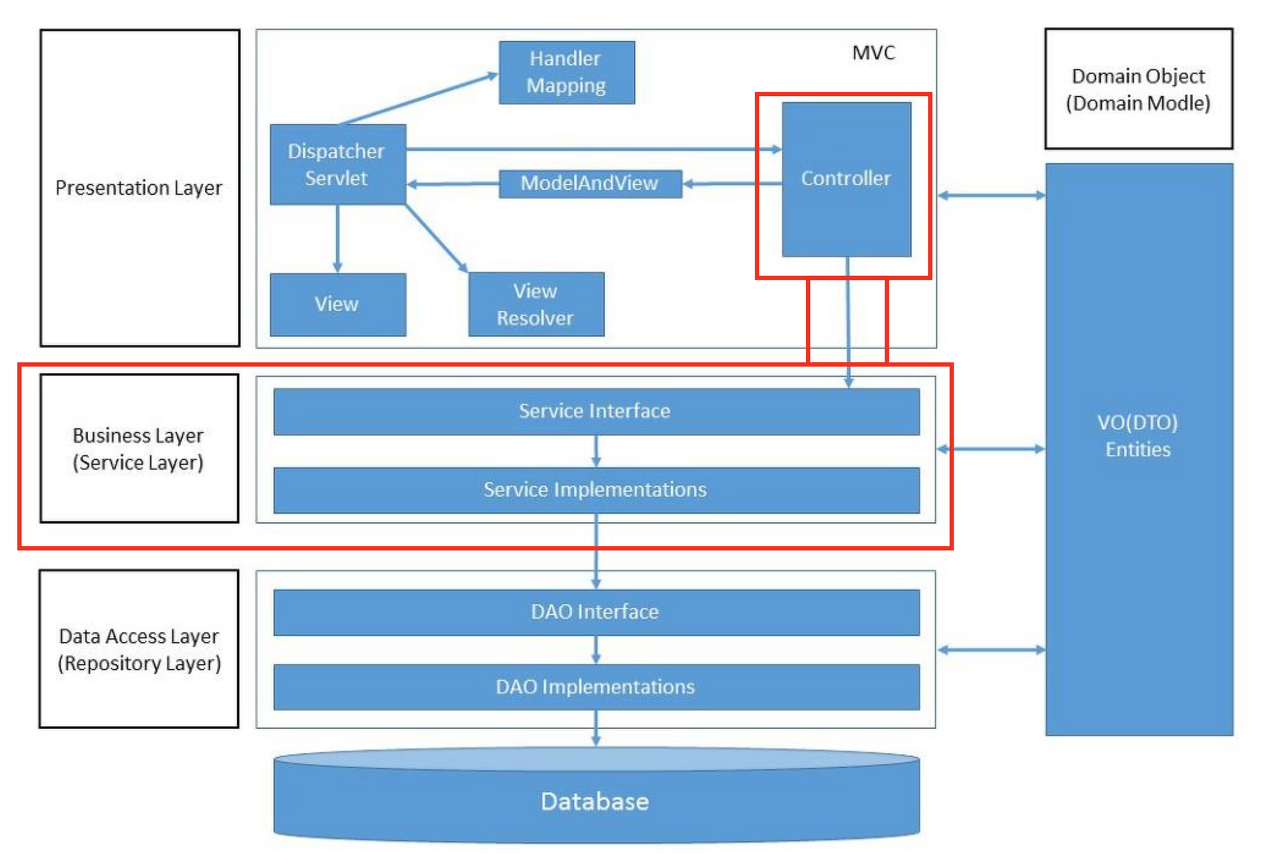 MVC
Handler
Mapping
Domain Object
(Domain Modle)
Dispatcher
Servlet
Presentation Layer
ModelAndView
Controller
View
View
Resolver
Business Layer
(Service Layer)
Service Interface
Service Implementations
VO(DTO)
Entities
Data Access Layer
(Repository Layer)
DAO Interface
DAO Implementations
Database